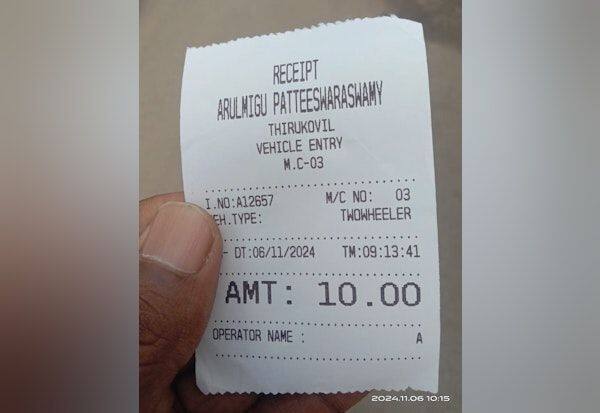 RECEIPT
ARULMIGU PATTEESWARASWAMY
THIRUKOVIL
VEHICLE ENTRY
M.C-03
I.NO:A12657 M/C NO: 03
EH.TYPE: TWOWHEELER
- DT:06/11/2024 TM:09:13:41
AMT: 10.00
OPERATOR NAME : A
2024.11.06 10:15